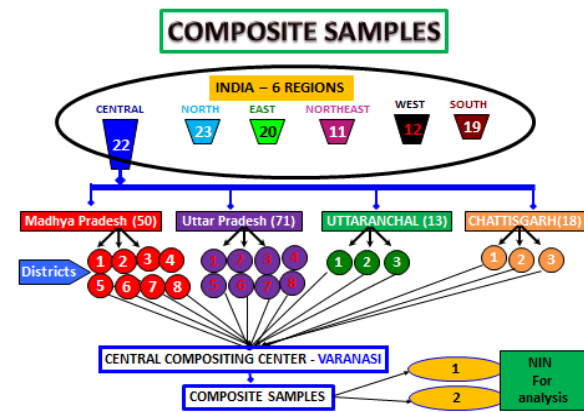 COMPOSITE SAMPLES
INDIA – 6 REGIONS
CENTRAL NORTH EAST NORTHEAST WEST SOUTH
22 23 20 11 12 19
Madhya Pradesh (50) Uttar Pradesh (71) UTTARANCHAL (13) CHATTISGARH(18)
Districts
1 2 3 4 1 2 3 4 1 2 3 1 2 3
5 6 7 8 5 6 7 8
CENTRAL COMPOSITING CENTER - VARANASI
COMPOSITE SAMPLES
1
2
NIN
For
analysis